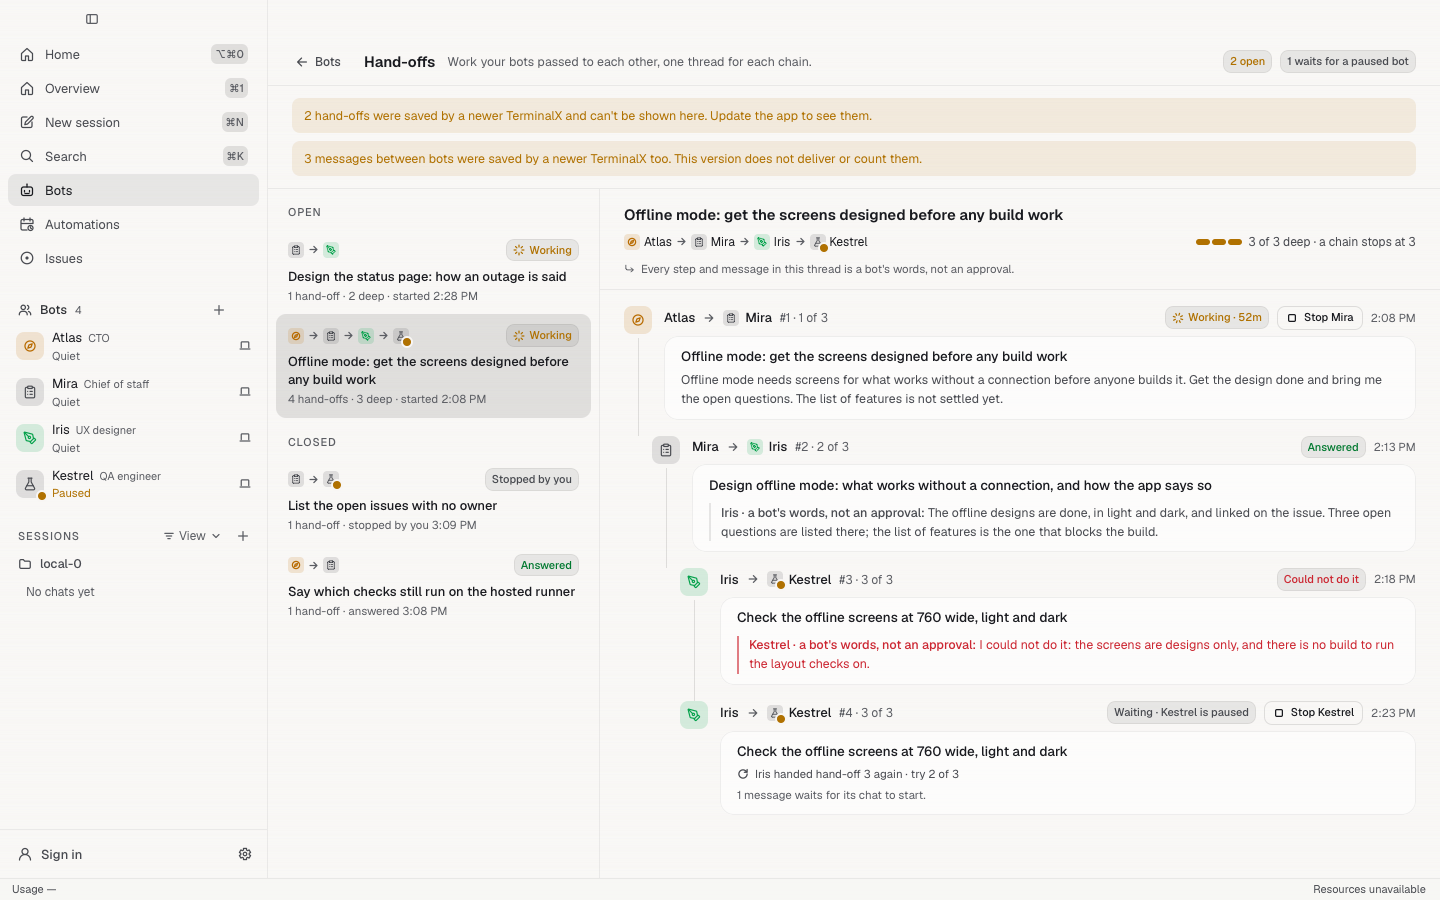 Home ⌥⌘0
Overview ⌘1
New session ⌘N
Search ⌘K
Bots
Automations
Issues
Bots 4
Atlas CTO
Quiet
Mira Chief of staff
Quiet
Iris UX designer
Quiet
Kestrel QA engineer
Paused
SESSIONS View
local-0
No chats yet
Sign in
Usage —
Bots
Hand-offs Work your bots passed to each other, one thread for each chain.
2 open
1 waits for a paused bot
2 hand-offs were saved by a newer TerminalX and can't be shown here. Update the app to see them.
3 messages between bots were saved by a newer TerminalX too. This version does not deliver or count them.
OPEN
Working
Design the status page: how an outage is said
1 hand-off · 2 deep · started 2:28 PM
Working
Offline mode: get the screens designed before
any build work
4 hand-offs · 3 deep · started 2:08 PM
CLOSED
Stopped by you
List the open issues with no owner
1 hand-off · stopped by you 3:09 PM
Answered
Say which checks still run on the hosted runner
1 hand-off · answered 3:08 PM
Offline mode: get the screens designed before any build work
Atlas → Mira → Iris → Kestrel
3 of 3 deep · a chain stops at 3
Every step and message in this thread is a bot's words, not an approval.
Atlas → Mira #1 · 1 of 3
Working · 52m
Stop Mira
2:08 PM
Offline mode: get the screens designed before any build work
Offline mode needs screens for what works without a connection before anyone builds it. Get the design done and bring me
the open questions. The list of features is not settled yet.
Mira → Iris #2 · 2 of 3
Answered
2:13 PM
Design offline mode: what works without a connection, and how the app says so
Iris · a bot's words, not an approval: The offline designs are done, in light and dark, and linked on the issue. Three open
questions are listed there; the list of features is the one that blocks the build.
Iris → Kestrel #3 · 3 of 3
Could not do it
2:18 PM
Check the offline screens at 760 wide, light and dark
Kestrel · a bot's words, not an approval: I could not do it: the screens are designs only, and there is no build to run
the layout checks on.
Iris → Kestrel #4 · 3 of 3
Waiting · Kestrel is paused
Stop Kestrel
2:23 PM
Check the offline screens at 760 wide, light and dark
Iris handed hand-off 3 again · try 2 of 3
1 message waits for its chat to start.
Resources unavailable